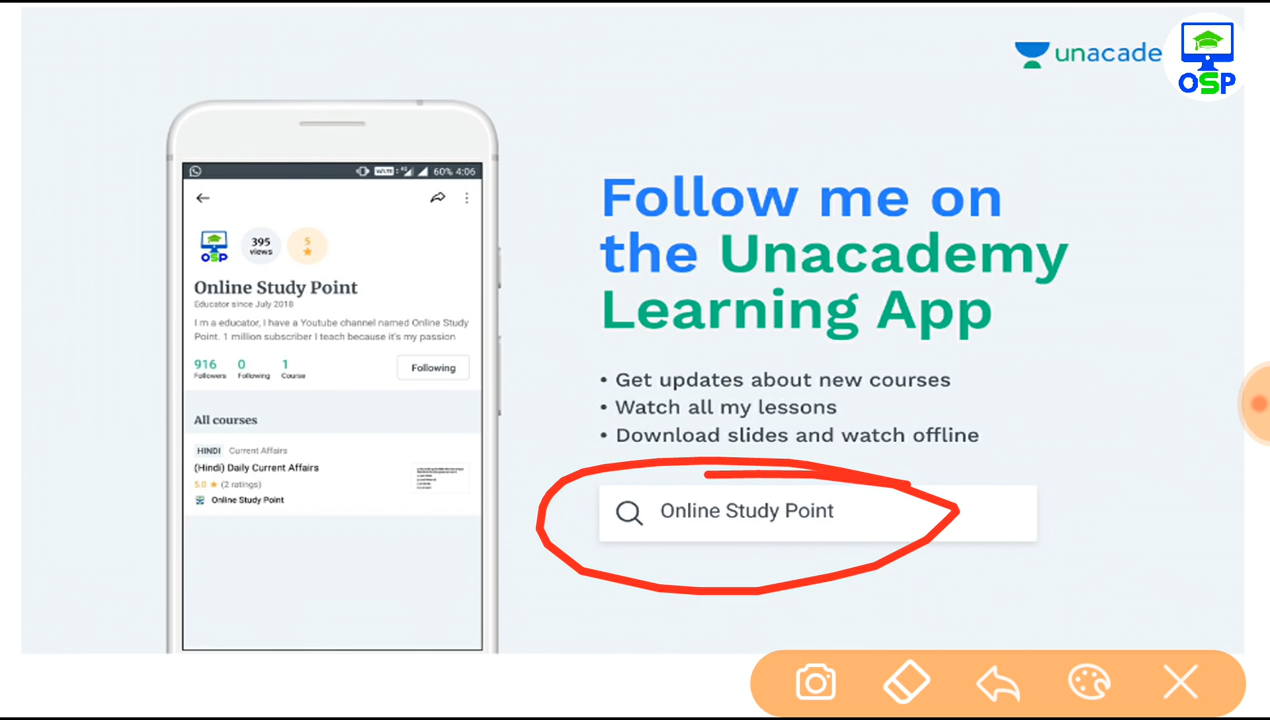 unacade
OSP
60% 4:06
OSP
395
views
5
Online Study Point
Educator since July 2018
I m a educator, I have a Youtube channel named Online Study
Point. 1 million subscriber I teach because it's my passion
916 0 1
Followers Following Course
Following
All courses
HINDI Current Affairs
(Hindi) Daily Current Affairs
5.0 ★ (2 ratings)
Online Study Point
Follow me on
the Unacademy
Learning App
• Get updates about new courses
• Watch all my lessons
• Download slides and watch offline
Online Study Point